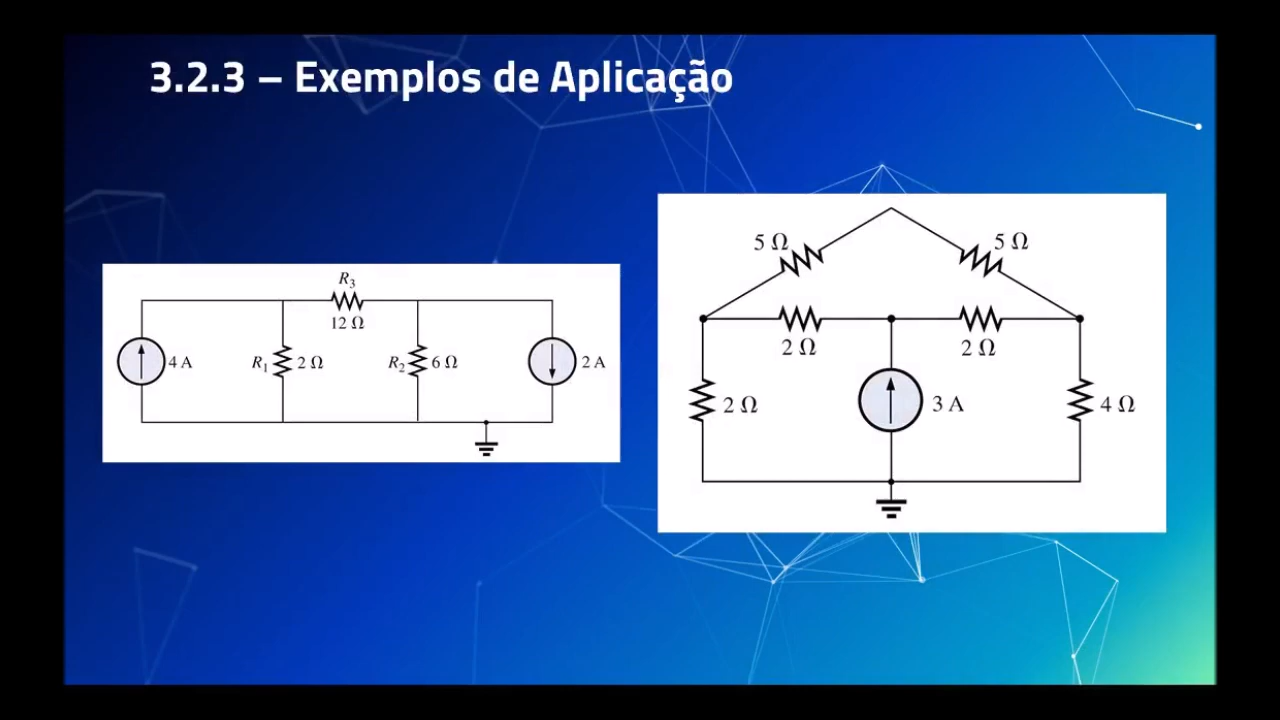 3.2.3 – Exemplos de Aplicação
R3
12 Ω
4 A
R1
2 Ω
R2
6 Ω
2 A
5 Ω
5 Ω
2 Ω
2 Ω
2 Ω
3 A
4 Ω